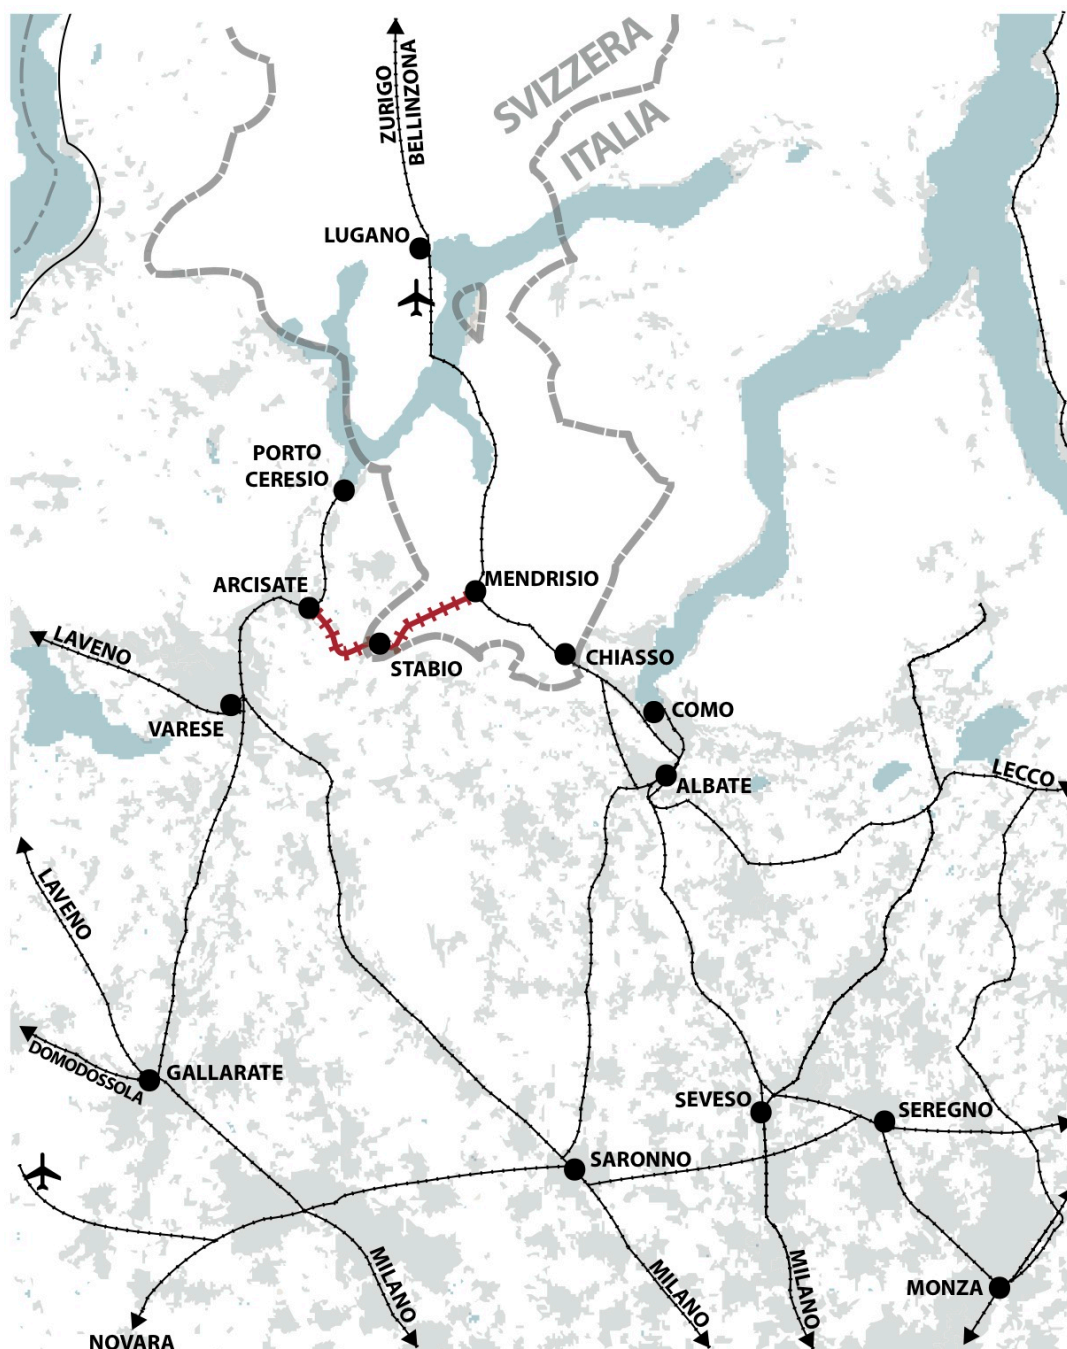 ZURIGO
BELLINZONA
SVIZZERA
ITALIA
LUGANO
PORTO
CERESIO
ARCISATE
MENDRISIO
LAVENO
STABIO
CHIASSO
VARESE
COMO
ALBATE
LECCO
LAVENO
DOMODOSSOLA
GALLARATE
SEVESO
SEREGNO
SARONNO
MILANO
MILANO
MILANO
MONZA
NOVARA